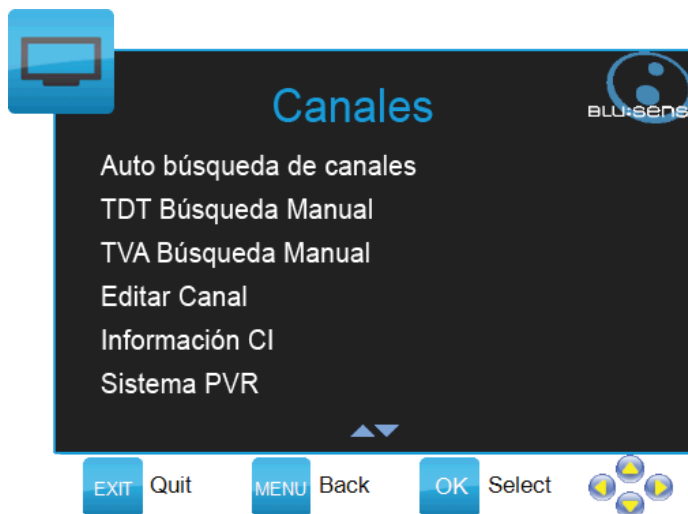 Canales
BLU:sens
Auto búsqueda de canales
TDT Búsqueda Manual
TVA Búsqueda Manual
Editar Canal
Información CI
Sistema PVR
EXIT Quit MENU Back OK Select